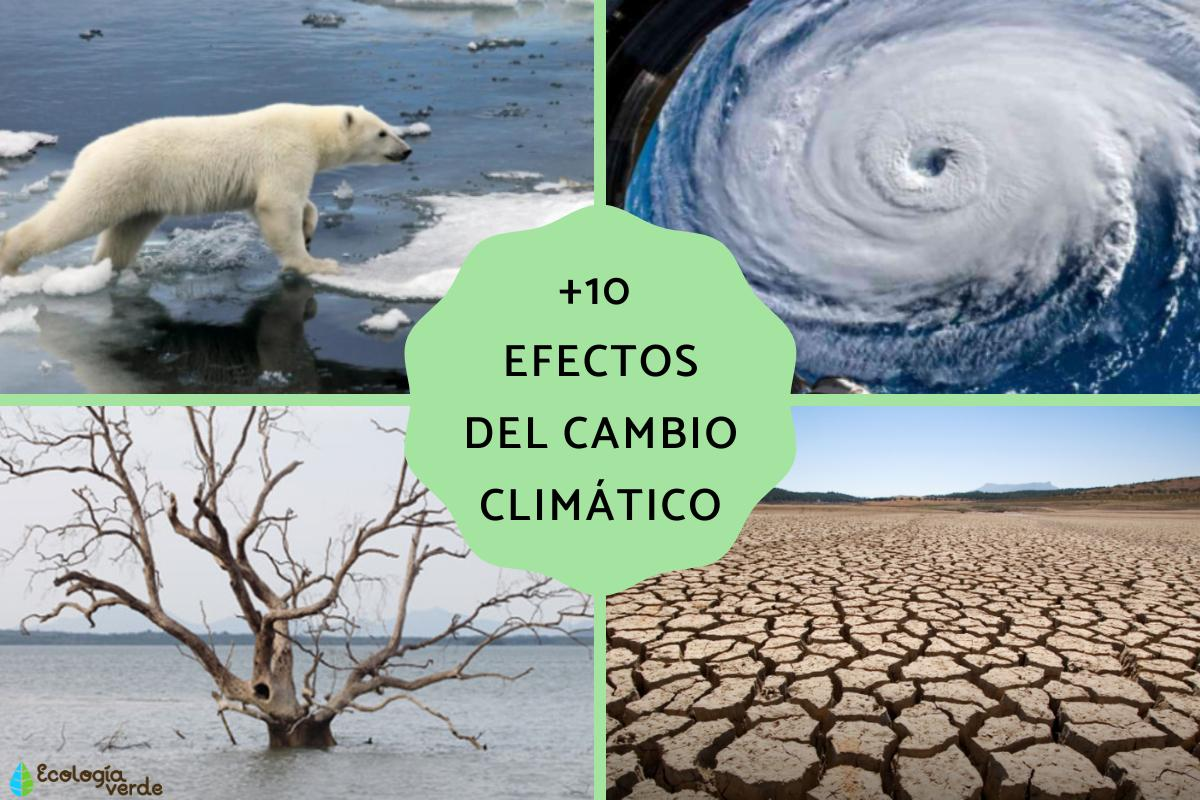 +10
EFECTOS
DEL CAMBIO
CLIMÁTICO
Ecología
verde